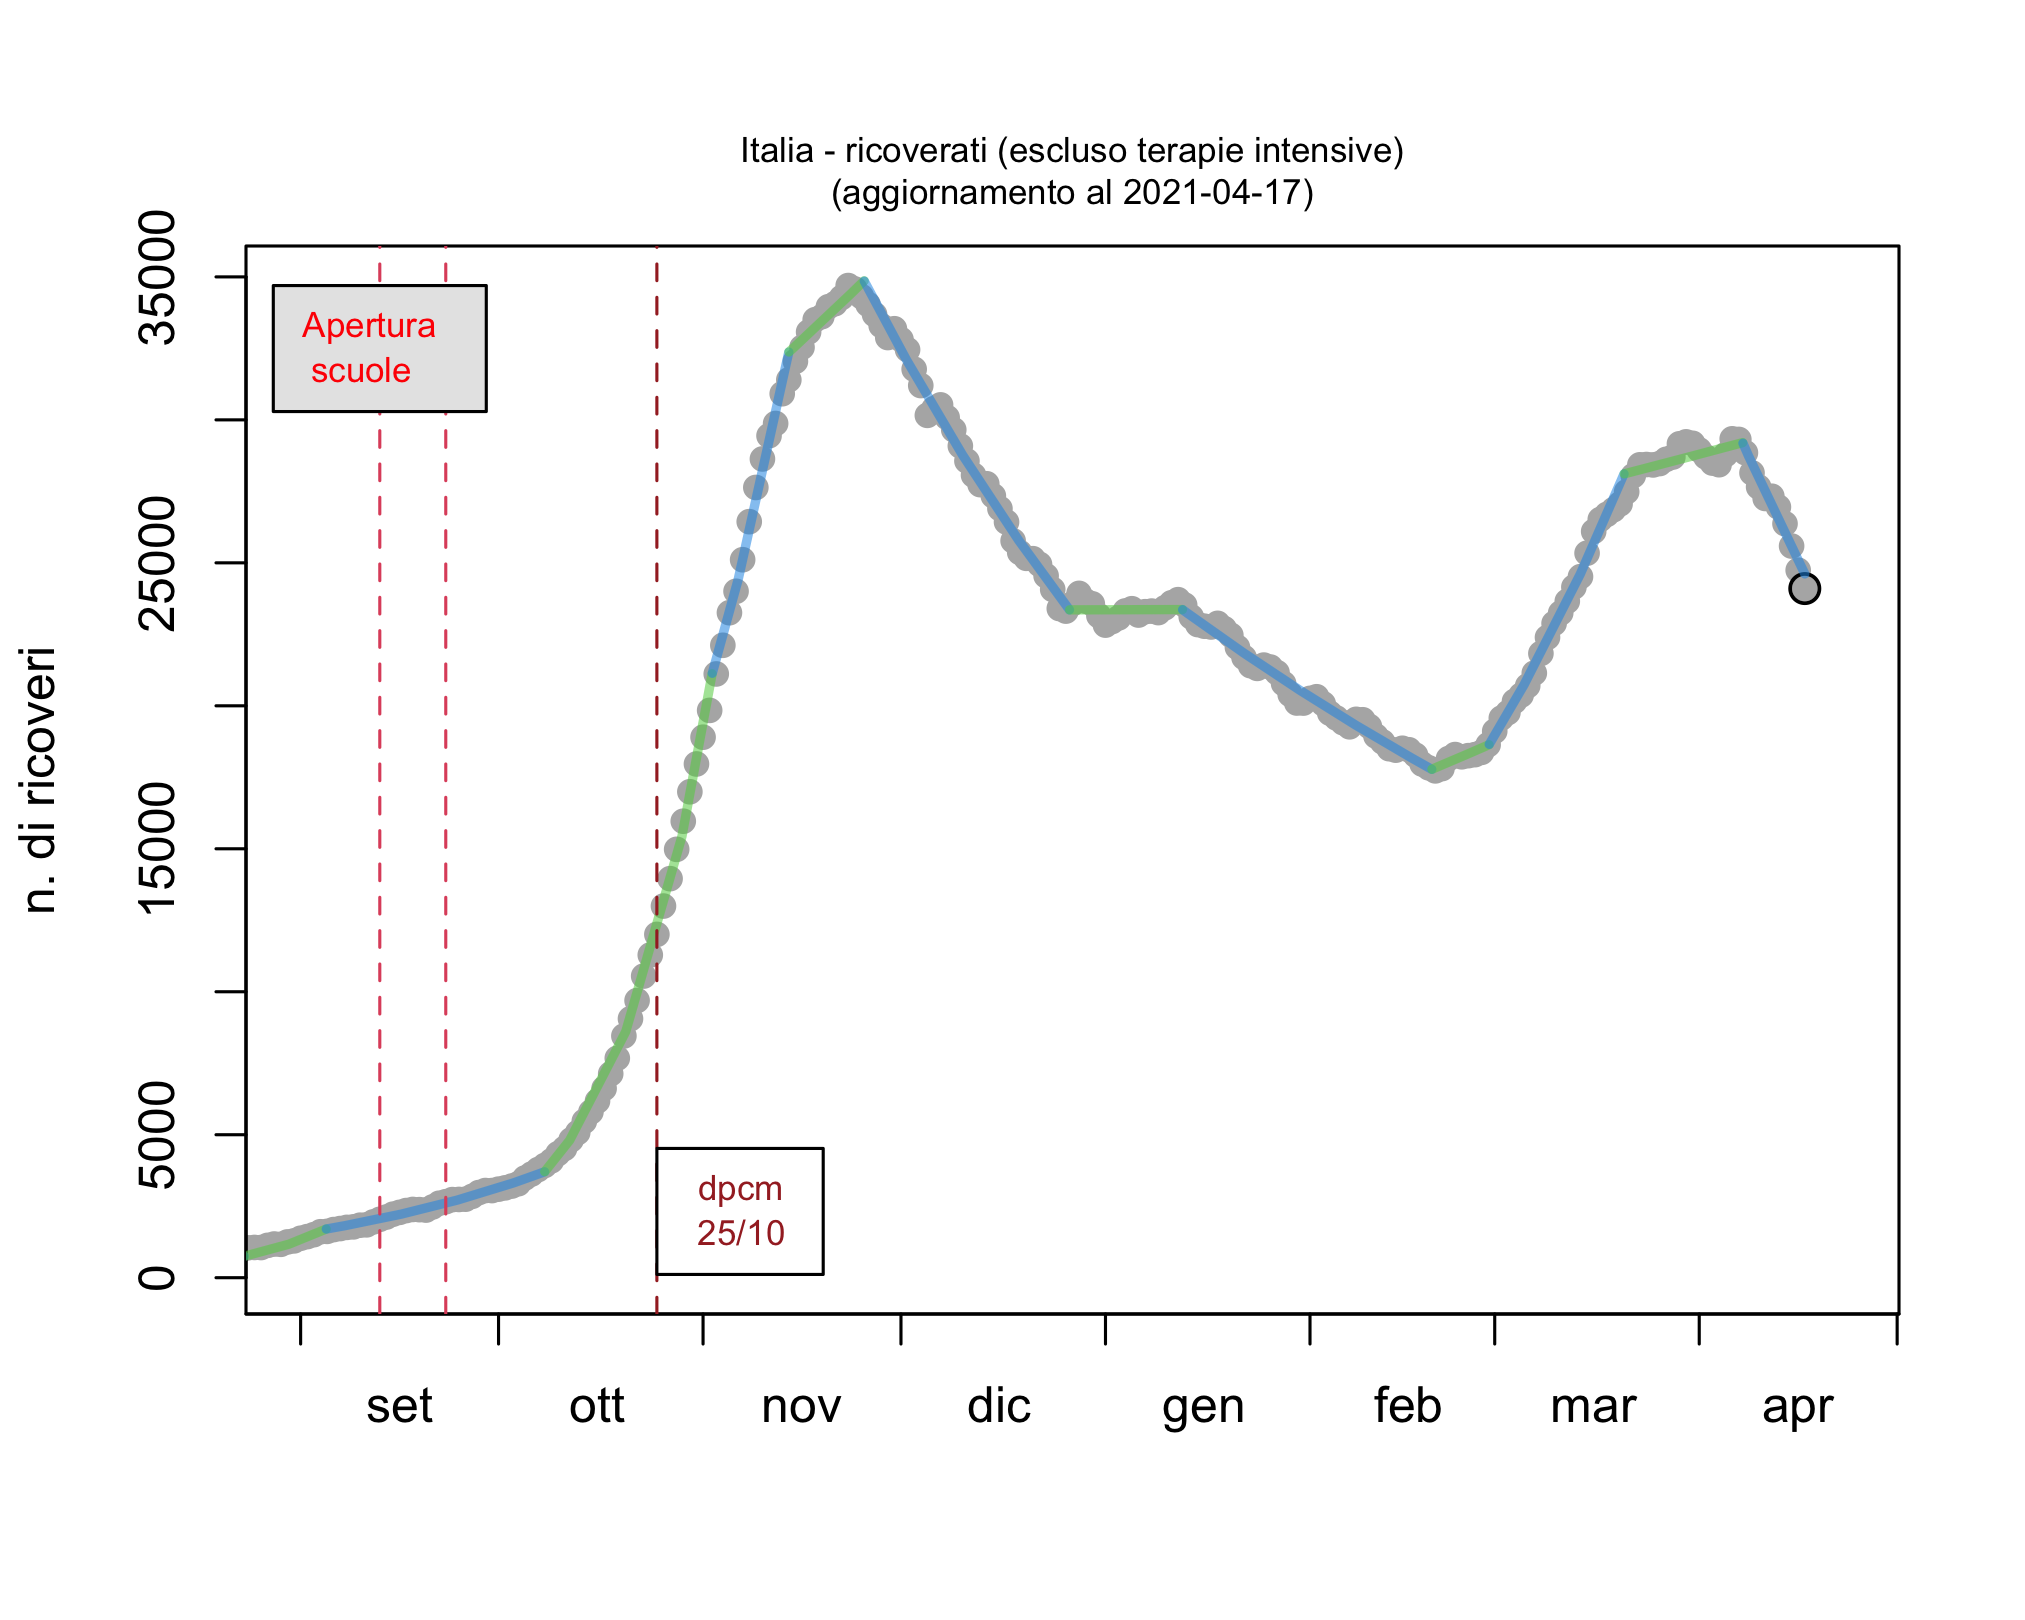 Italia - ricoverati (escluso terapie intensive)
(aggiornamento al 2021-04-17)
n. di ricoveri
35000
25000
15000
5000
0
Apertura
scuole
dpcm
25/10
set ott nov dic gen feb mar apr